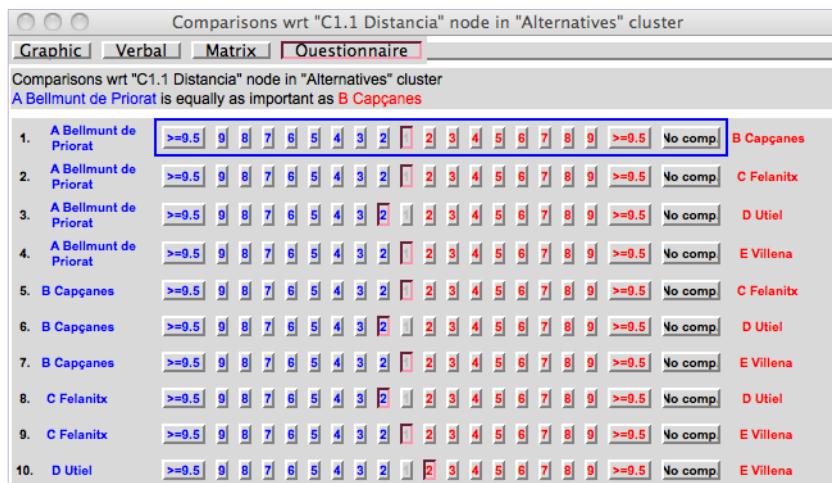 Comparisons wrt "C1.1 Distancia" node in "Alternatives" cluster
Graphic Verbal Matrix Questionnaire
Comparisons wrt "C1.1 Distancia" node in "Alternatives" cluster
A Bellmunt de Priorat is equally as important as B Capçanes
1. A Bellmunt de Priorat >=9.5 9 8 7 6 5 4 3 2 1 2 3 4 5 6 7 8 9 >=9.5 No comp. B Capçanes
2. A Bellmunt de Priorat >=9.5 9 8 7 6 5 4 3 2 1 2 3 4 5 6 7 8 9 >=9.5 No comp. C Felanitx
3. A Bellmunt de Priorat >=9.5 9 8 7 6 5 4 3 2 1 2 3 4 5 6 7 8 9 >=9.5 No comp. D Utiel
4. A Bellmunt de Priorat >=9.5 9 8 7 6 5 4 3 2 1 2 3 4 5 6 7 8 9 >=9.5 No comp. E Villena
5. B Capçanes >=9.5 9 8 7 6 5 4 3 2 1 2 3 4 5 6 7 8 9 >=9.5 No comp. C Felanitx
6. B Capçanes >=9.5 9 8 7 6 5 4 3 2 1 2 3 4 5 6 7 8 9 >=9.5 No comp. D Utiel
7. B Capçanes >=9.5 9 8 7 6 5 4 3 2 1 2 3 4 5 6 7 8 9 >=9.5 No comp. E Villena
8. C Felanitx >=9.5 9 8 7 6 5 4 3 2 1 2 3 4 5 6 7 8 9 >=9.5 No comp. D Utiel
9. C Felanitx >=9.5 9 8 7 6 5 4 3 2 1 2 3 4 5 6 7 8 9 >=9.5 No comp. E Villena
10. D Utiel >=9.5 9 8 7 6 5 4 3 2 1 2 3 4 5 6 7 8 9 >=9.5 No comp. E Villena